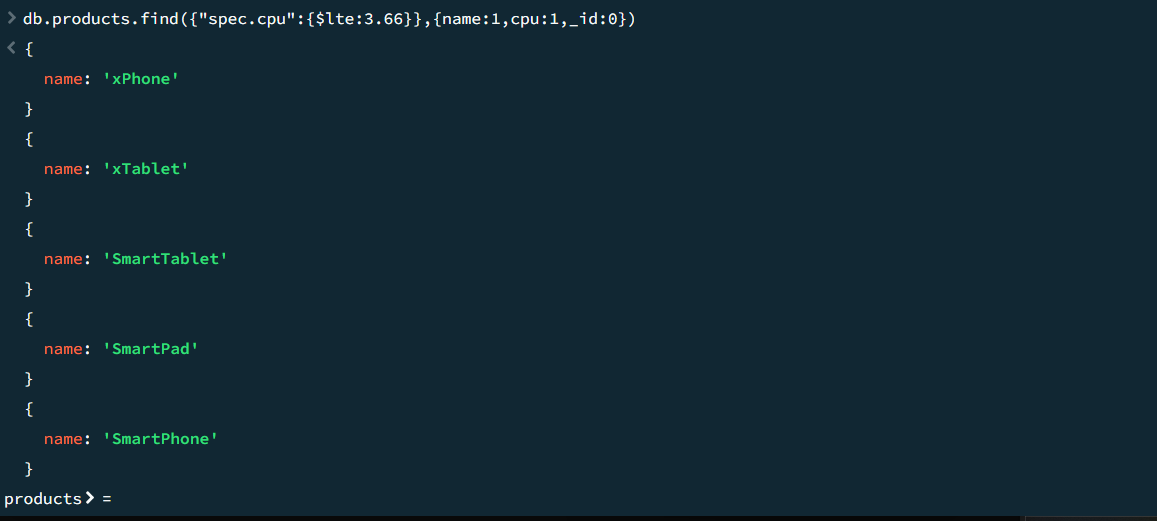 > db.products.find({"spec.cpu":{$lte:3.66}},{name:1,cpu:1,_id:0})
< {
name: 'xPhone'
}
{
name: 'xTablet'
}
{
name: 'SmartTablet'
}
{
name: 'SmartPad'
}
{
name: 'SmartPhone'
}
products> =